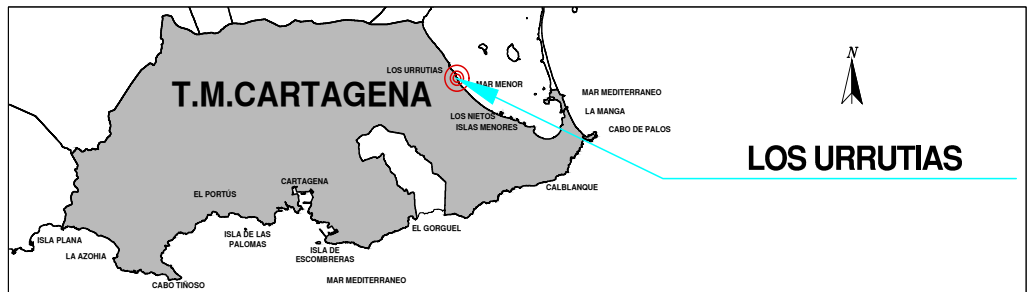 LOS URRUTIAS
T.M.CARTAGENA
MAR MENOR
MAR MEDITERRANEO
LA MANGA
LOS NIETOS
ISLAS MENORES
CABO DE PALOS
N
LOS URRUTIAS
CARTAGENA
CALBLANQUE
EL PORTÚS
EL GORGUEL
ISLA PLANA
ISLA DE LAS
PALOMAS
LA AZOHIA
ISLA DE
ESCOMBRERAS
CABO TIÑOSO
MAR MEDITERRANEO